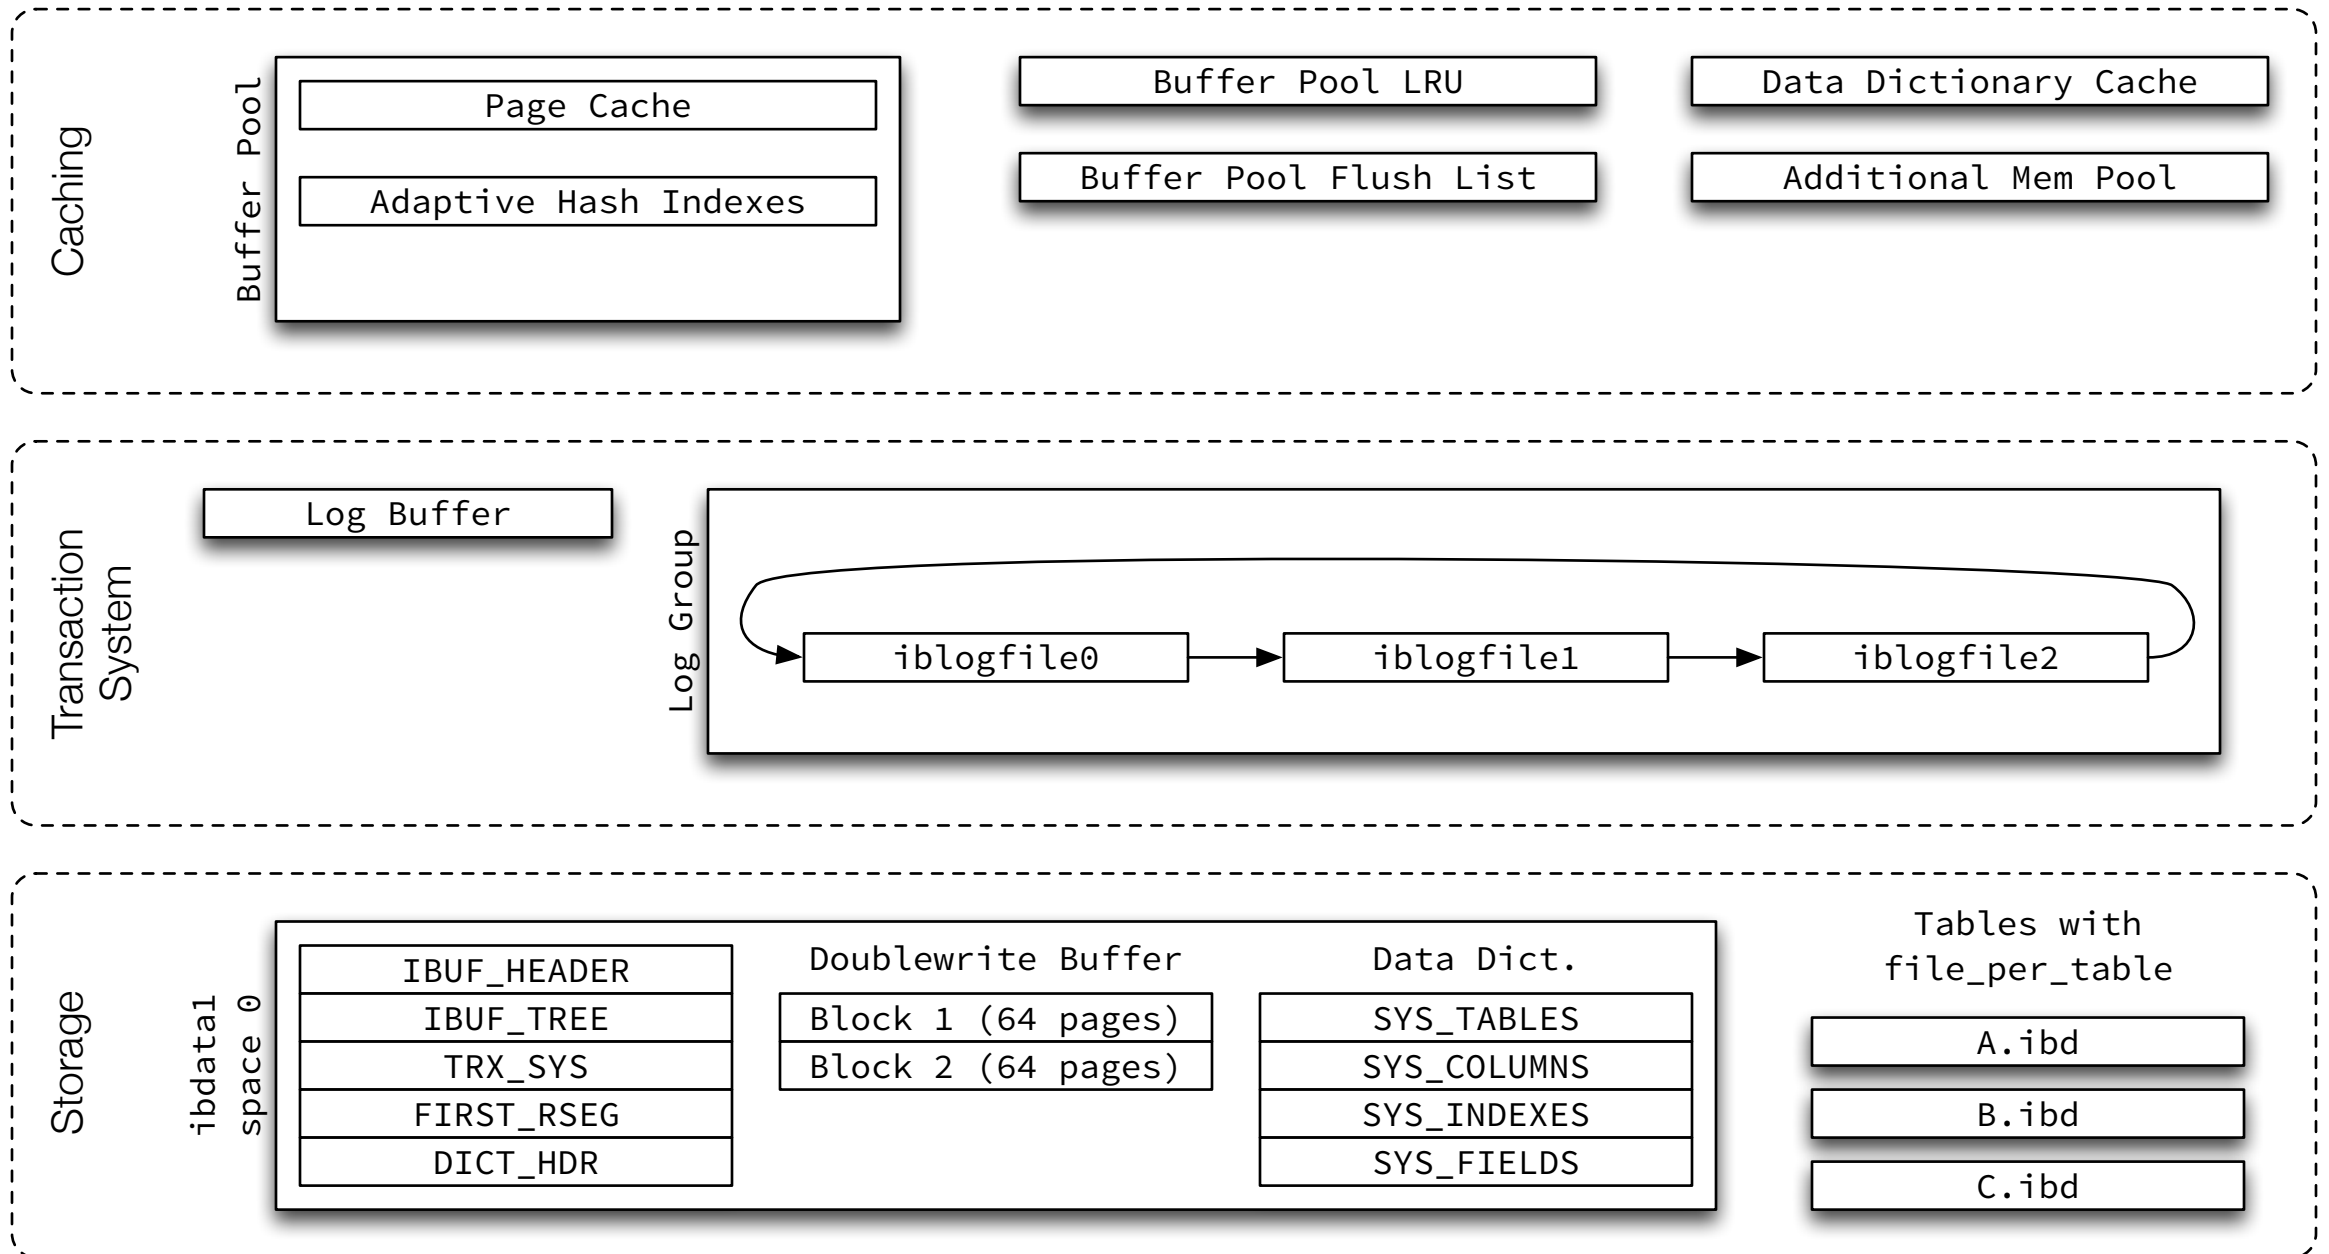 Caching
Buffer Pool
Page Cache
Adaptive Hash Indexes
Buffer Pool LRU
Buffer Pool Flush List
Data Dictionary Cache
Additional Mem Pool
Transaction
System
Log Buffer
Log Group
iblogfile0
iblogfile1
iblogfile2
Storage
ibdata1
space 0
IBUF_HEADER
IBUF_TREE
TRX_SYS
FIRST_RSEG
DICT_HDR
Doublewrite Buffer
Block 1 (64 pages)
Block 2 (64 pages)
Data Dict.
SYS_TABLES
SYS_COLUMNS
SYS_INDEXES
SYS_FIELDS
Tables with
file_per_table
A.ibd
B.ibd
C.ibd